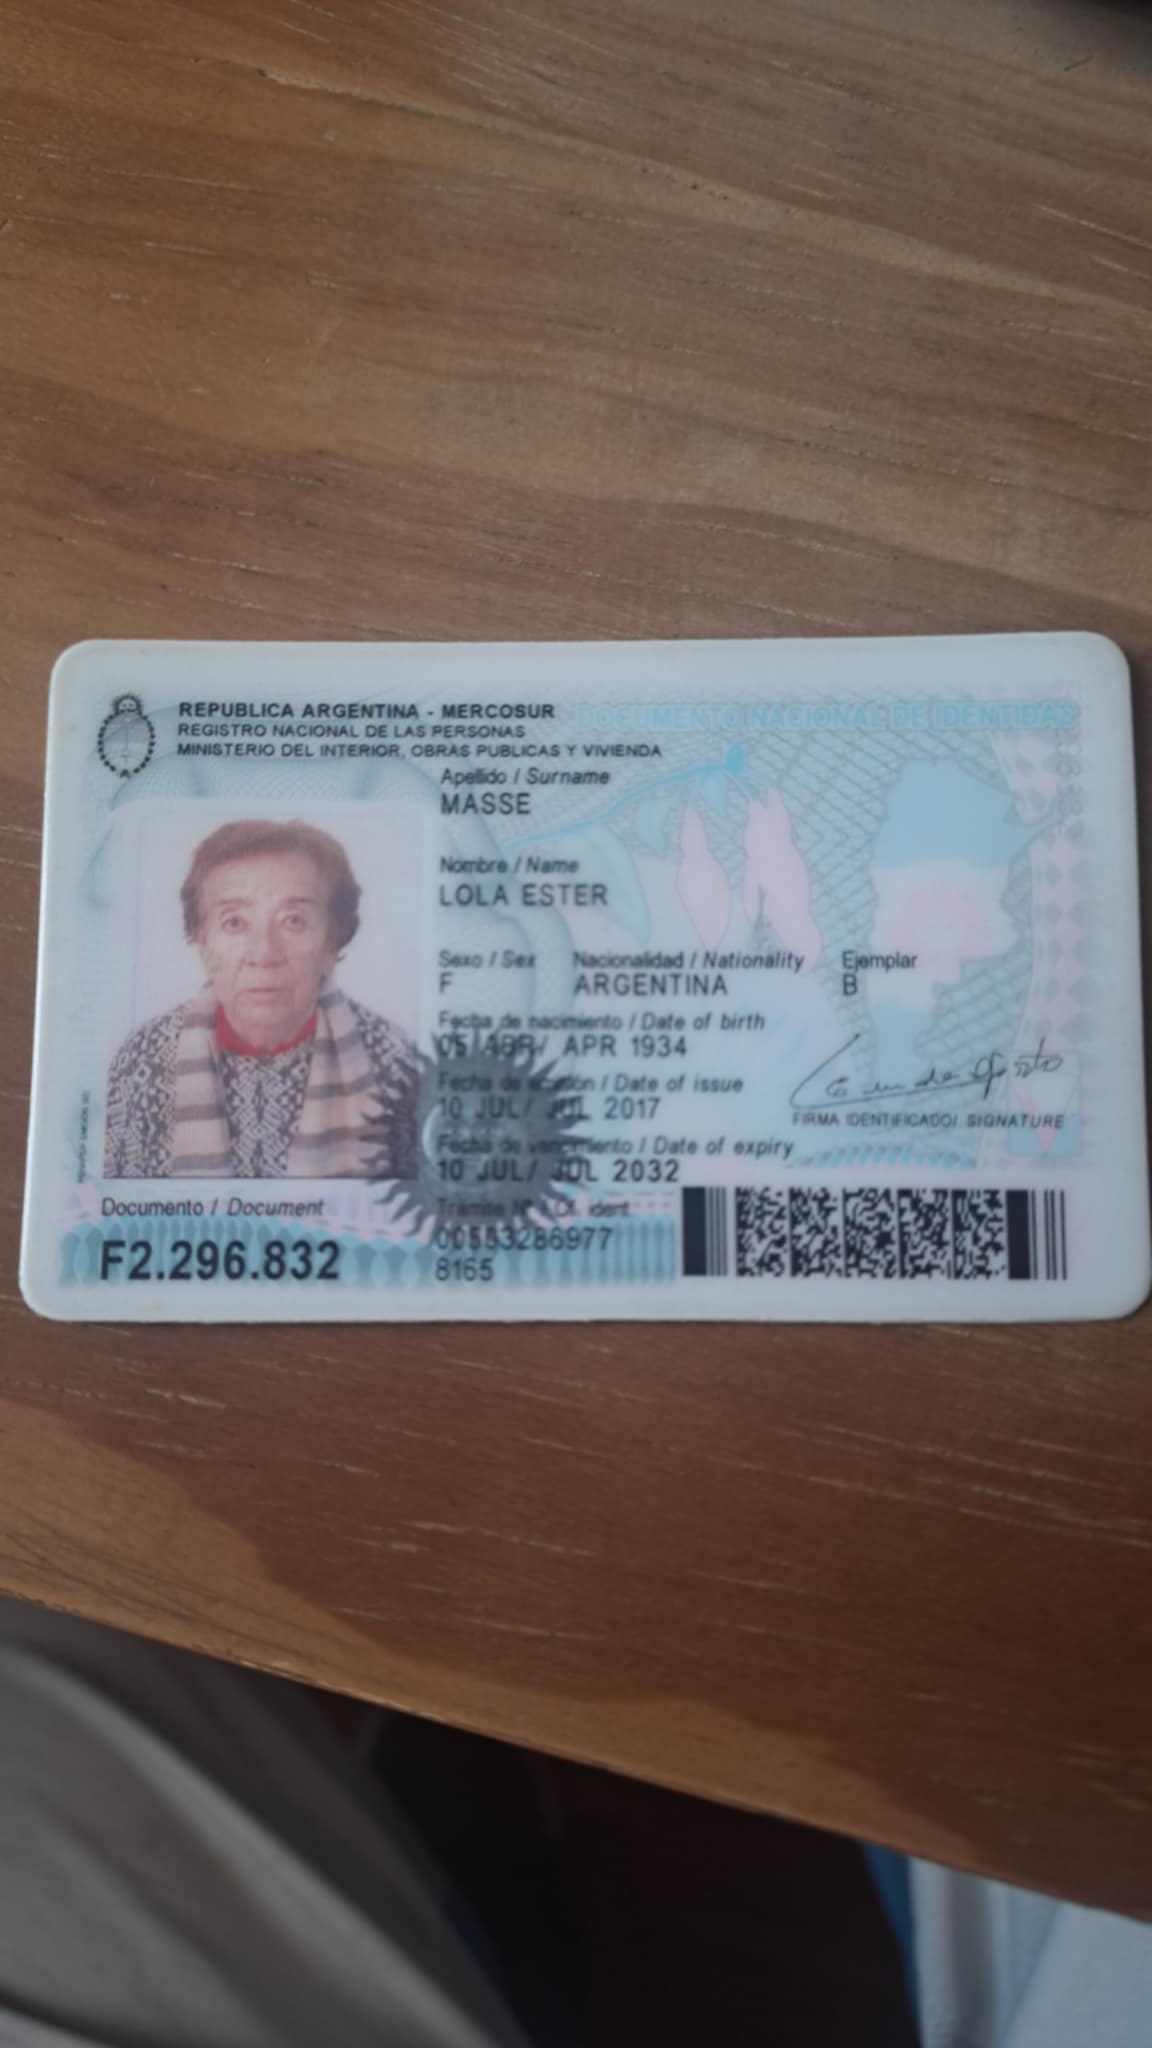 REPUBLICA ARGENTINA - MERCOSUR
REGISTRO NACIONAL DE LAS PERSONAS
MINISTERIO DEL INTERIOR, OBRAS PUBLICAS Y VIVIENDA
DOCUMENTO NACIONAL DE IDENTIDAD
Apellido / Surname
MASSE
Nombre / Name
LOLA ESTER
Sexo / Sex Nacionalidad / Nationality Ejemplar
F ARGENTINA B
Fecha de nacimiento / Date of birth
05 ABR/ APR 1934
Fecha de emisión / Date of issue
10 JUL/ JUL 2017
FIRMA IDENTIFICADO/ SIGNATURE
Fecha de vencimiento / Date of expiry
10 JUL/ JUL 2032
Documento / Document
F2.296.832
Trámite Nº / Of. ident.
00553286977
8165